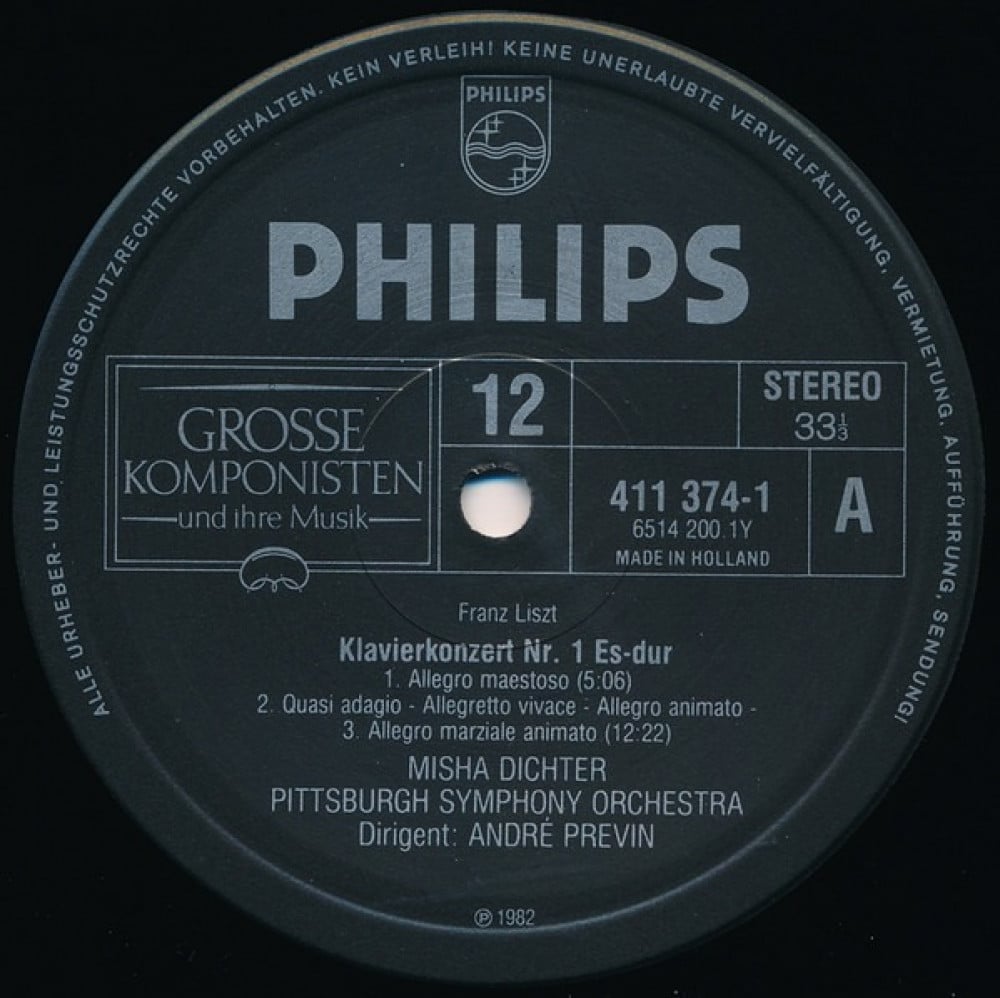 ALLE URHEBER- UND LEISTUNGSSCHUTZRECHTE VORBEHALTEN. KEIN VERLEIH! KEINE UNERLAUBTE VERVIELFÄLTIGUNG, VERMIETUNG, AUFFÜHRUNG, SENDUNG!
PHILIPS
PHILIPS
GROSSE
KOMPONISTEN
und ihre Musik
12
STEREO
33⅓
411 374-1
6514 200.1Y
MADE IN HOLLAND
A
Franz Liszt
Klavierkonzert Nr. 1 Es-dur
1. Allegro maestoso (5:06)
2. Quasi adagio - Allegretto vivace - Allegro animato -
3. Allegro marziale animato (12:22)
MISHA DICHTER
PITTSBURGH SYMPHONY ORCHESTRA
Dirigent: ANDRÉ PREVIN
℗ 1982